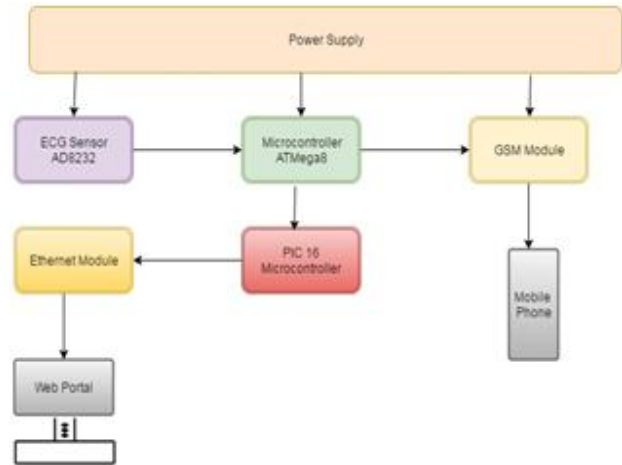 Power Supply
ECG Sensor
AD8232
Microcontroller
ATMega8
GSM Module
Ethernet Module
PIC 16
Microcontroller
Mobile
Phone
Web Portal